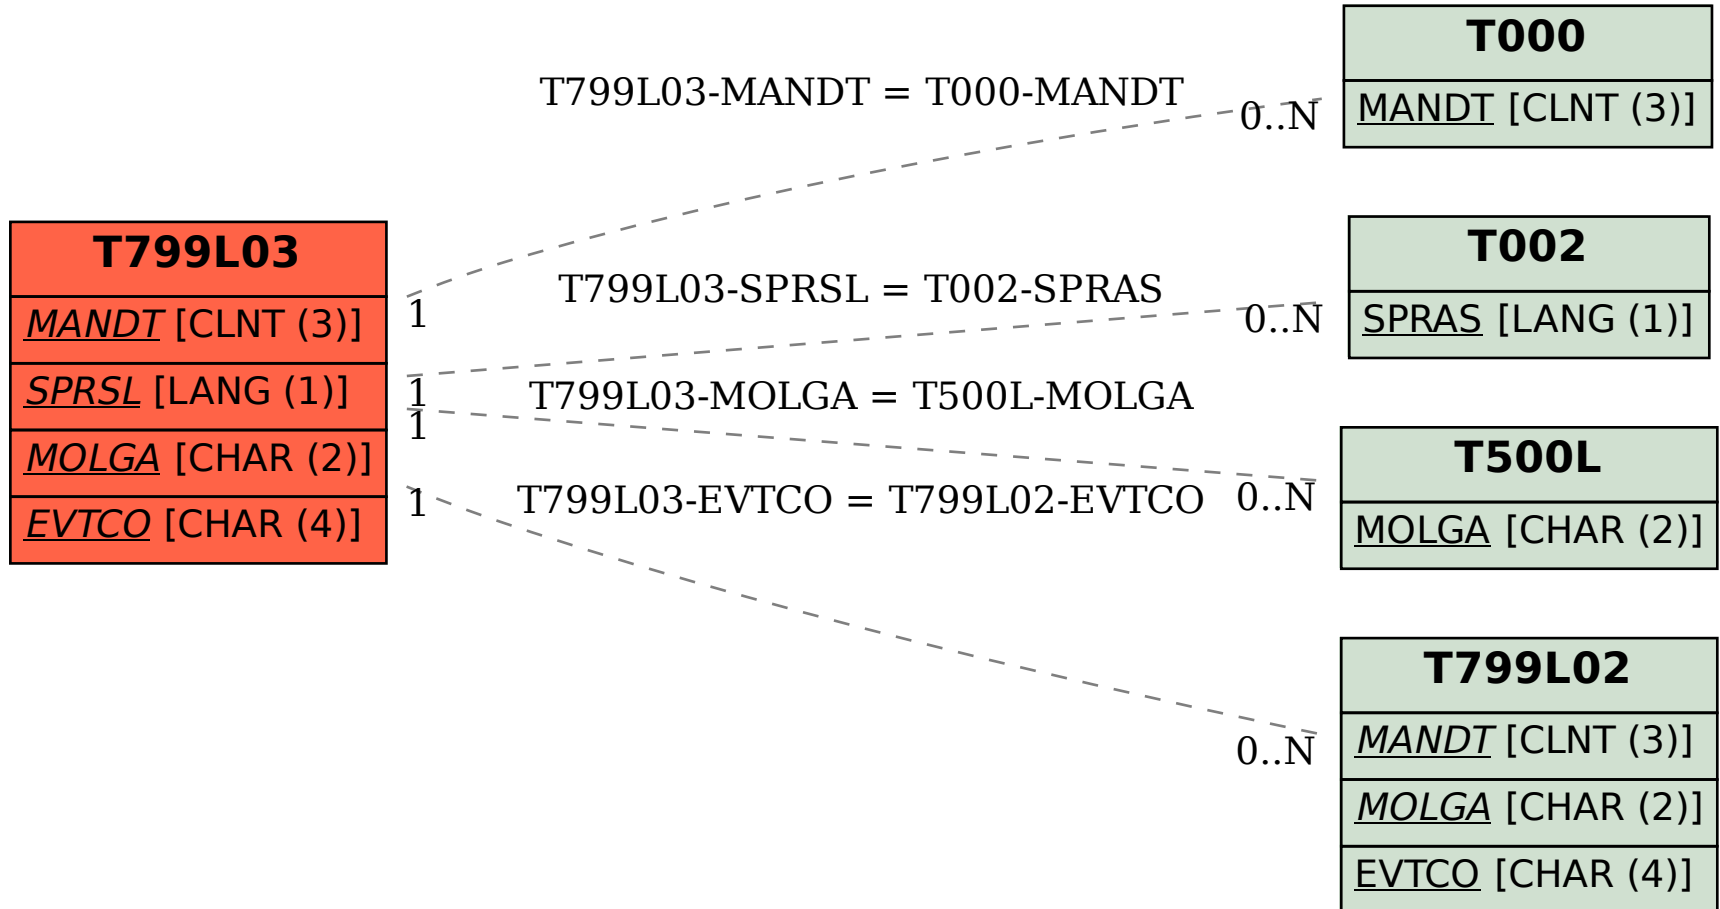 T799L03
MANDT [CLNT (3)]
SPRSL [LANG (1)]
MOLGA [CHAR (2)]
EVTCO [CHAR (4)]
T799L03-MANDT = T000-MANDT
1
0..N
T799L03-SPRSL = T002-SPRAS
1
0..N
T799L03-MOLGA = T500L-MOLGA
1
0..N
T799L03-EVTCO = T799L02-EVTCO
1
0..N
T000
MANDT [CLNT (3)]
T002
SPRAS [LANG (1)]
T500L
MOLGA [CHAR (2)]
T799L02
MANDT [CLNT (3)]
MOLGA [CHAR (2)]
EVTCO [CHAR (4)]